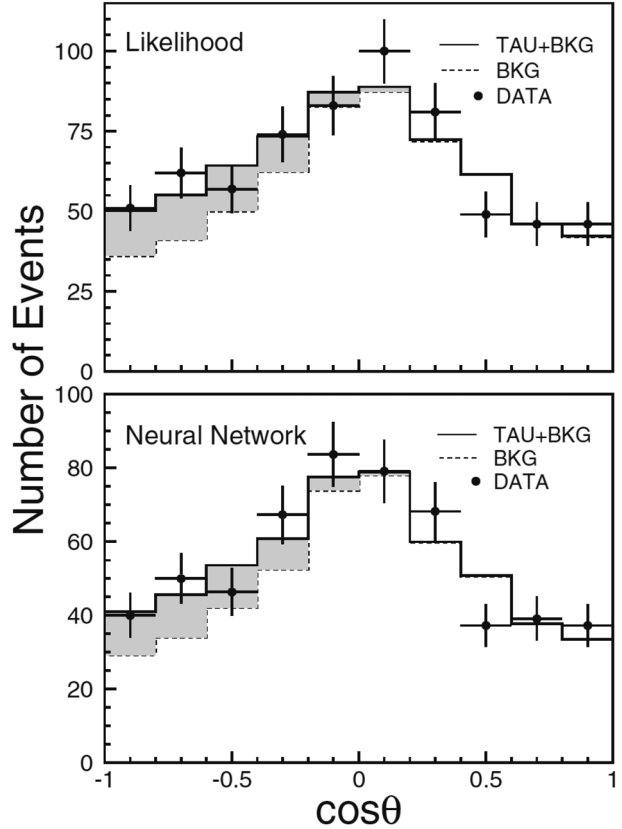 Likelihood
TAU+BKG
BKG
DATA
100
75
50
25
0
Number of Events
Neural Network
TAU+BKG
BKG
DATA
100
80
60
40
20
0
-1 -0.5 0 0.5 1
cosθ